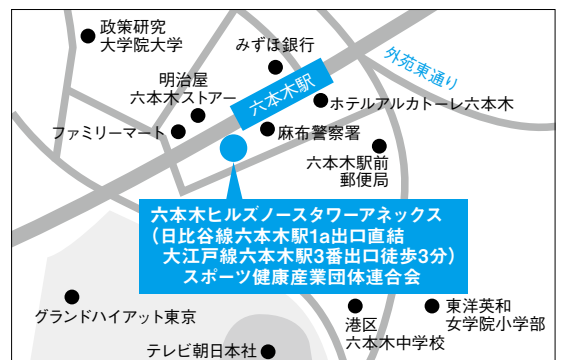 政策研究
大学院大学
みずほ銀行
外苑東通り
明治屋
六本木ストアー
六本木駅
ホテルアルカトーレ六本木
ファミリーマート
麻布警察署
六本木駅前
郵便局
六本木ヒルズノースタワーアネックス
（日比谷線六本木駅1a出口直結
大江戸線六本木駅3番出口徒歩3分）
スポーツ健康産業団体連合会
グランドハイアット東京
港区
六本木中学校
東洋英和
女学院小学部
テレビ朝日本社